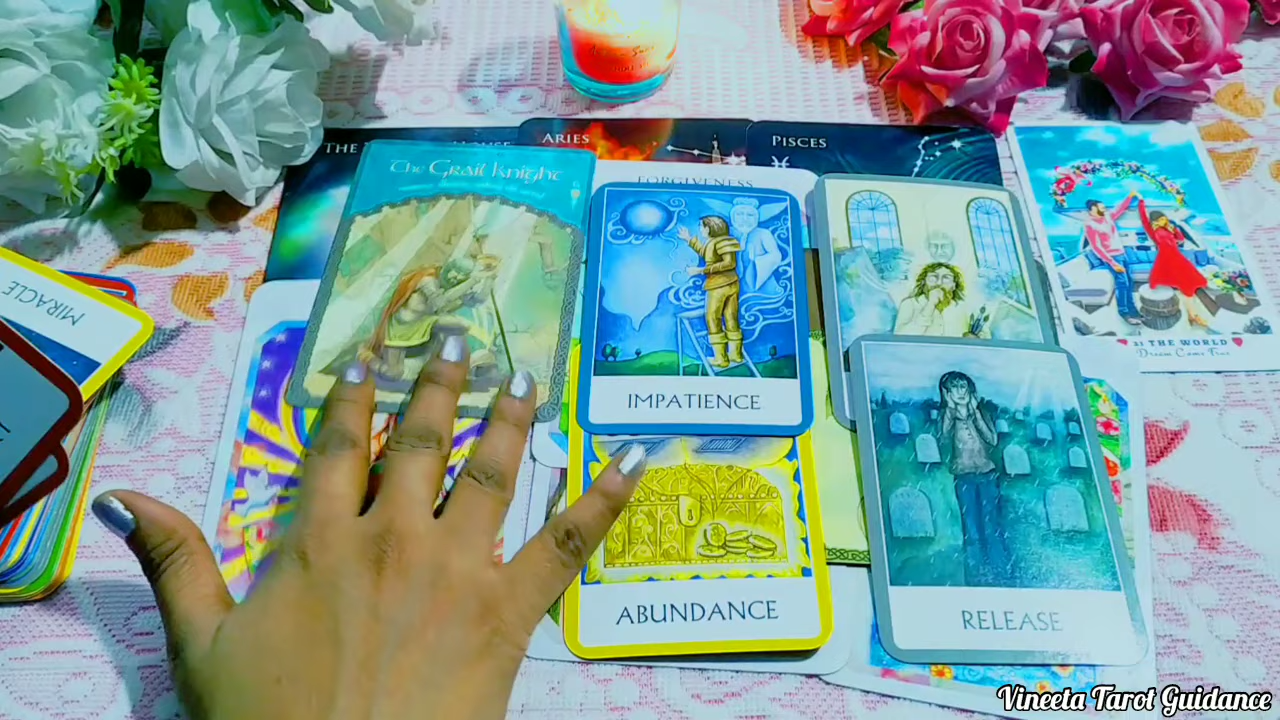 THE
ARIES
PISCES
The Grail Knight
FORGIVENESS
MIRACLE
IMPATIENCE
21 THE WORLD
Dream Come True
ABUNDANCE
RELEASE
Vineeta Tarot Guidance